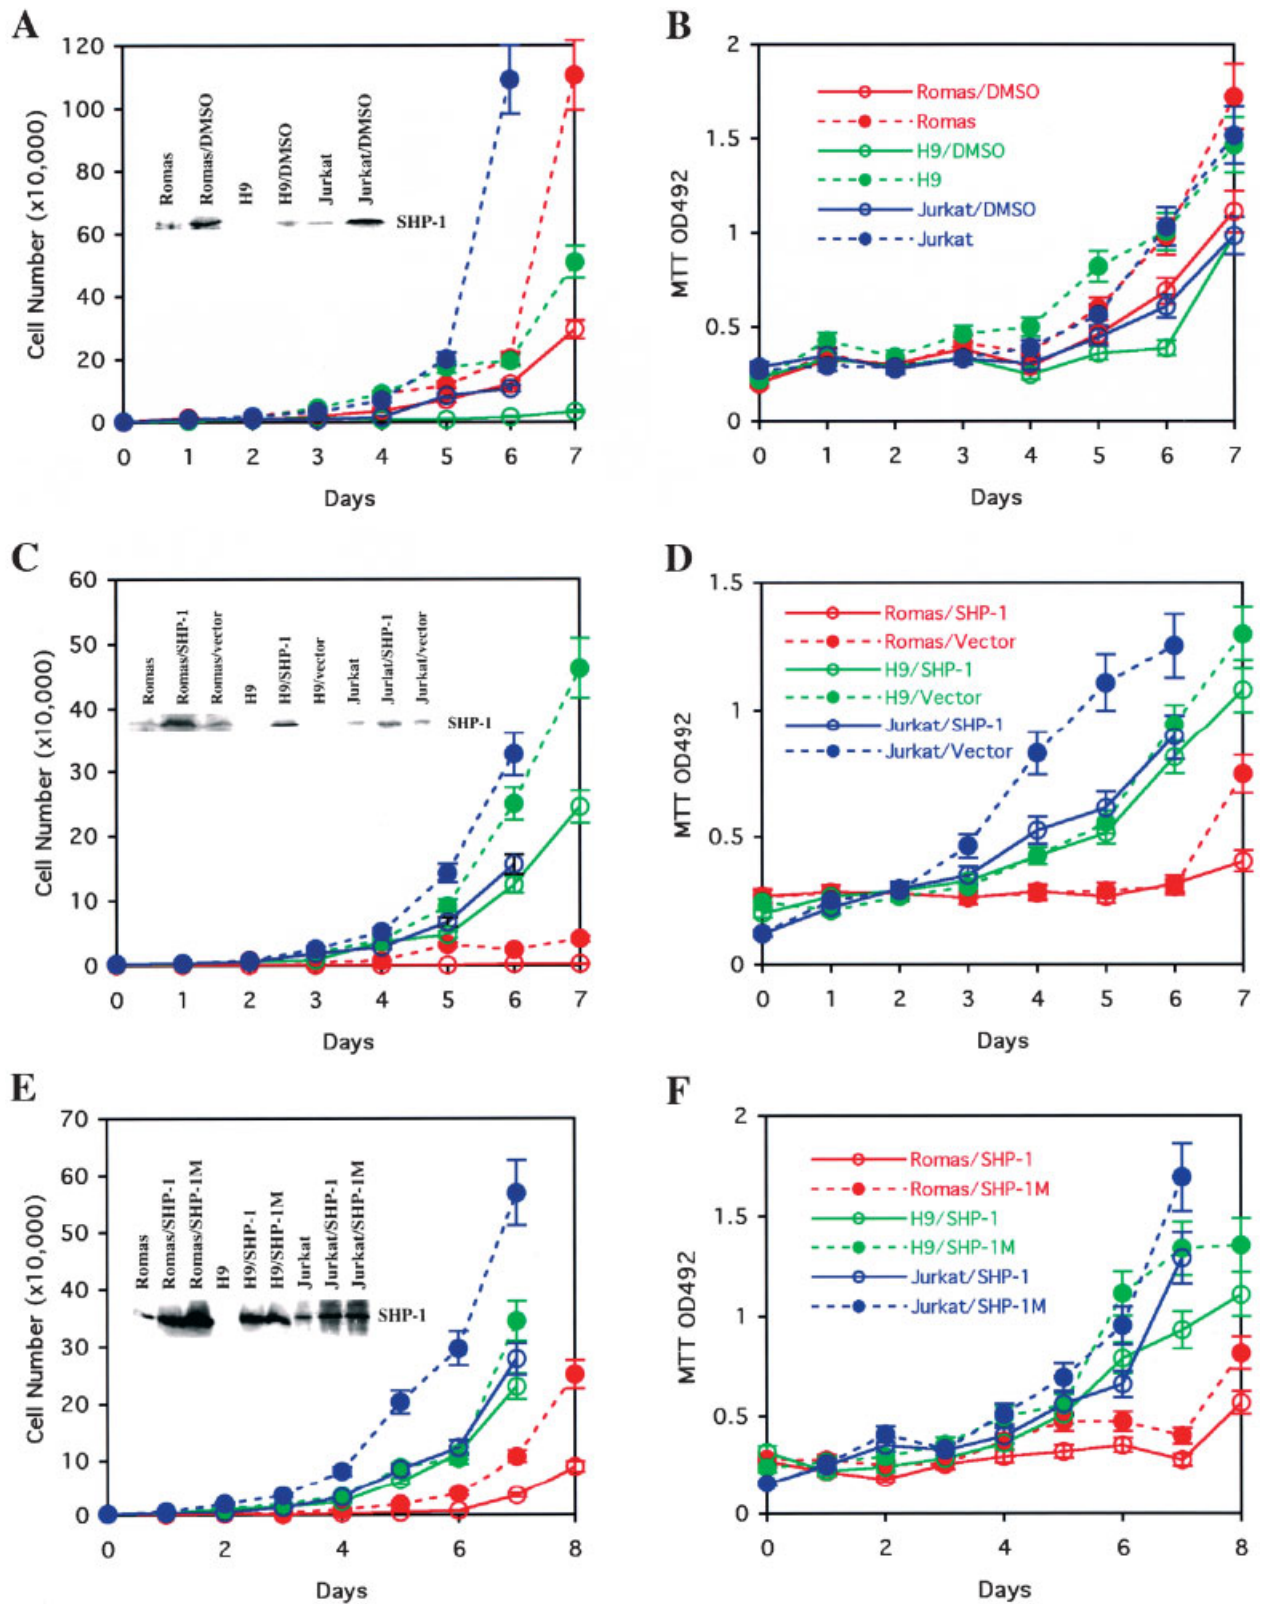 A
120
100
80
60
40
20
0
Cell Number (x10,000)
Romas
Romas/DMSO
H9
H9/DMSO
Jurkat
Jurkat/DMSO
SHP-1
0 1 2 3 4 5 6 7
Days
B
2
1.5
1
0.5
0
MTT OD492
Romas/DMSO
Romas
H9/DMSO
H9
Jurkat/DMSO
Jurkat
0 1 2 3 4 5 6 7
Days
C
60
50
40
30
20
10
0
Cell Number (x10,000)
Romas
Romas/SHP-1
Romas/vector
H9
H9/SHP-1
H9/vector
Jurkat
Jurlat/SHP-1
Jurkat/vector
SHP-1
0 1 2 3 4 5 6 7
Days
D
1.5
1
0.5
0
MTT OD492
Romas/SHP-1
Romas/Vector
H9/SHP-1
H9/Vector
Jurkat/SHP-1
Jurkat/Vector
0 1 2 3 4 5 6 7
Days
E
70
60
50
40
30
20
10
0
Cell Number (x10,000)
Romas
Romas/SHP-1
Romas/SHP-1M
H9
H9/SHP-1
H9/SHP-1M
Jurkat
Jurkat/SHP-1
Jurkat/SHP-1M
SHP-1
0 2 4 6 8
Days
F
2
1.5
1
0.5
0
MTT OD492
Romas/SHP-1
Romas/SHP-1M
H9/SHP-1
H9/SHP-1M
Jurkat/SHP-1
Jurkat/SHP-1M
0 2 4 6 8
Days